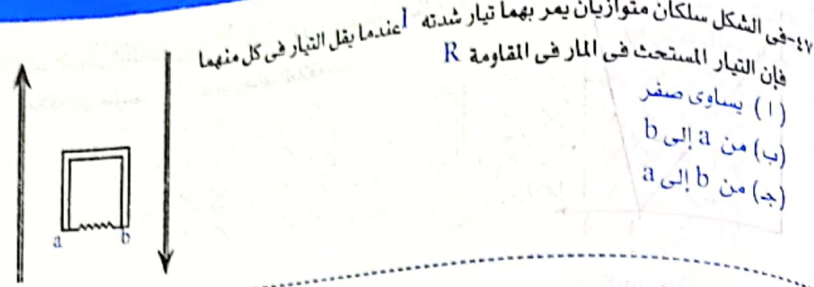 ٤٧-فى الشكل سلكان متوازيان يمر بهما تيار شدته I عندما يقل التيار فى كل منهما
فإن التيار المستحث فى المار فى المقاومة R
(١) يساوى صفر
(ب) من a إلى b
(جـ) من b إلى a
a b